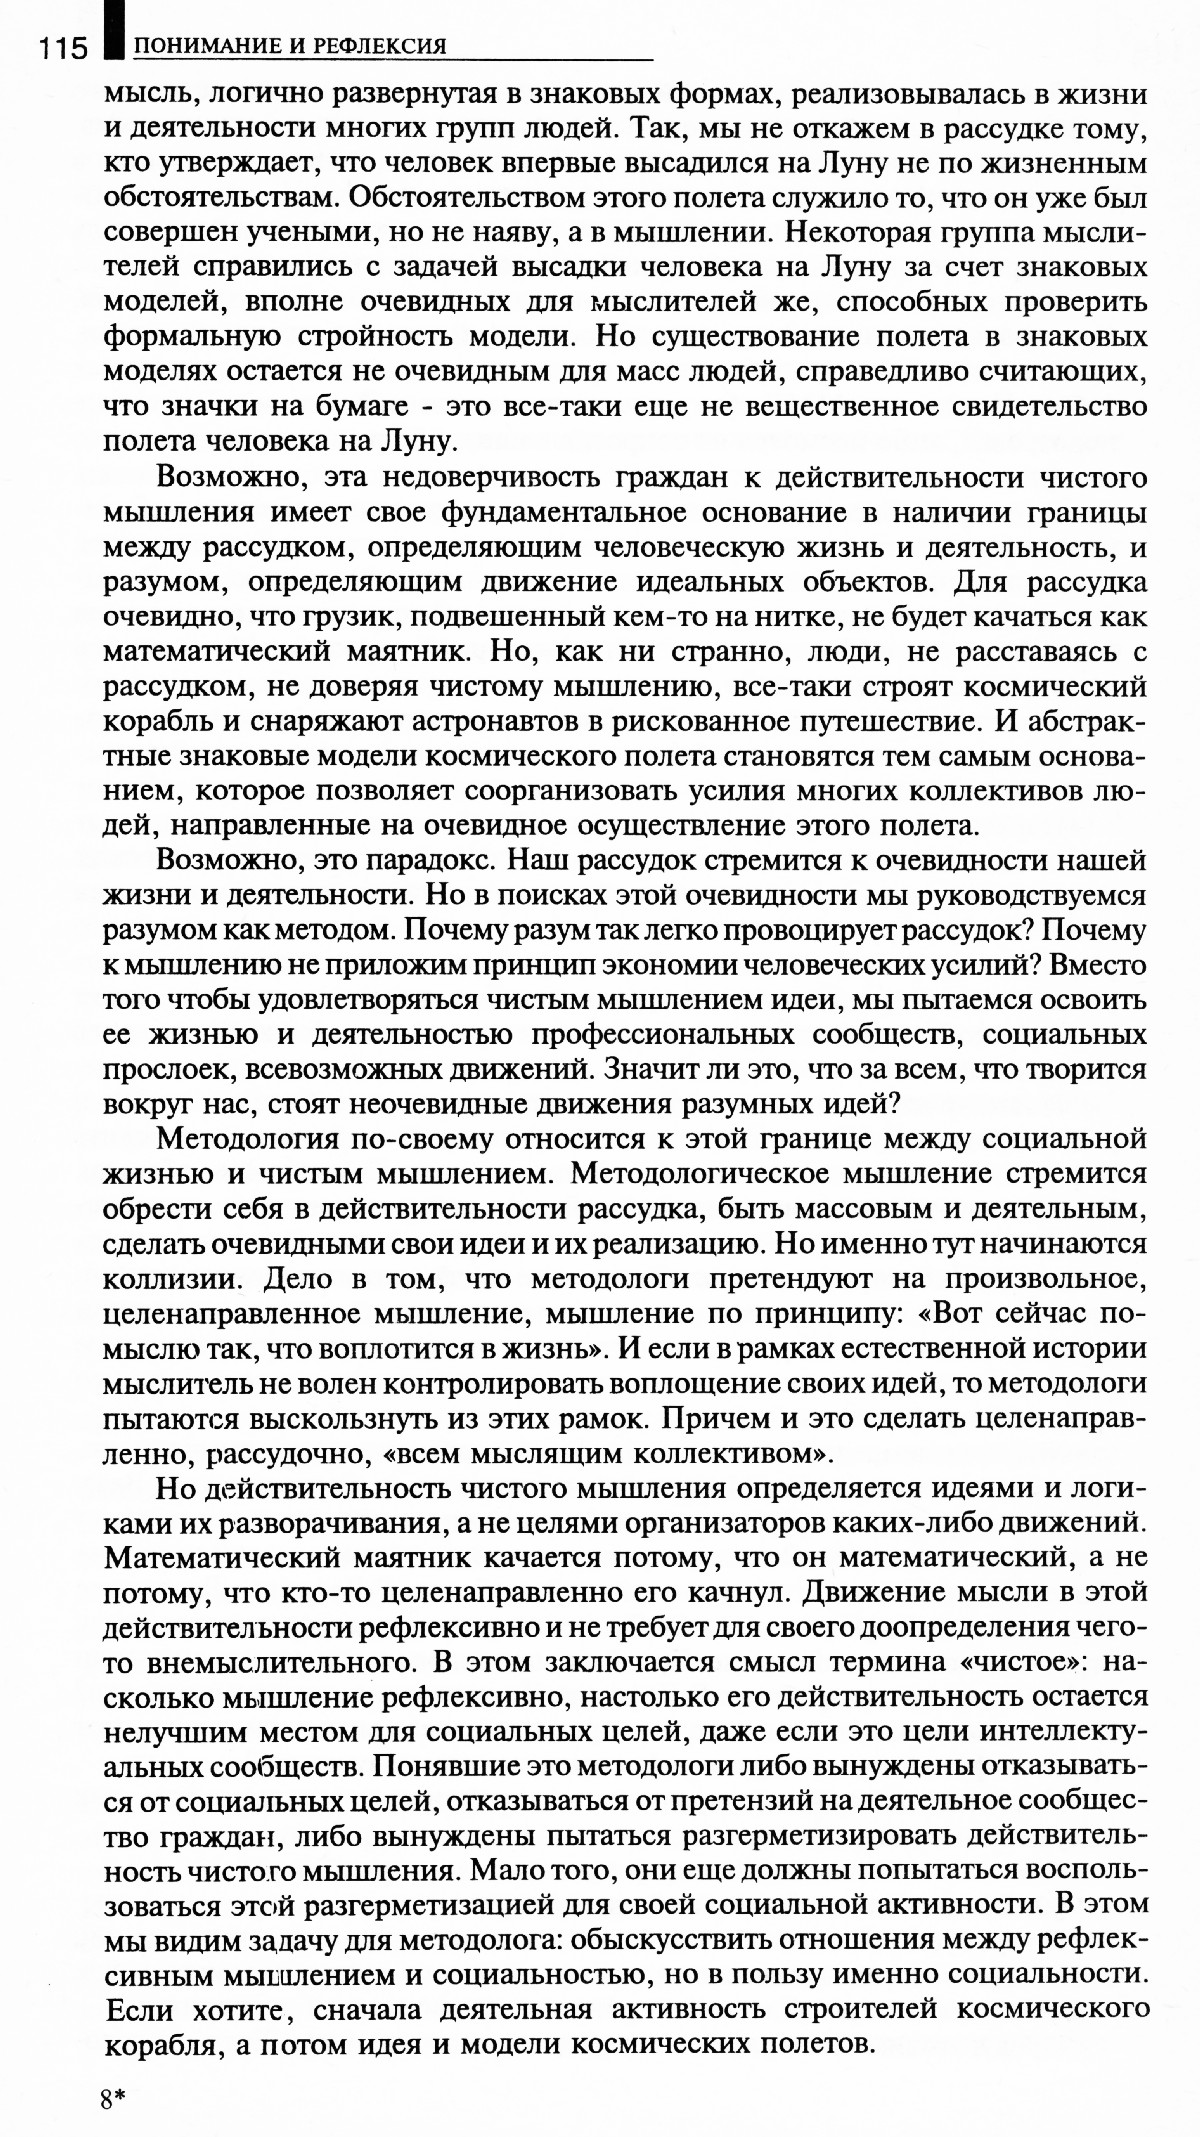 115 ПОНИМАНИЕ И РЕФЛЕКСИЯ
мысль, логично развернутая в знаковых формах, реализовывалась в жизни
и деятельности многих групп людей. Так, мы не откажем в рассудке тому,
кто утверждает, что человек впервые высадился на Луну не по жизненным
обстоятельствам. Обстоятельством этого полета служило то, что он уже был
совершен учеными, но не наяву, а в мышлении. Некоторая группа мысли-
телей справились с задачей высадки человека на Луну за счет знаковых
моделей, вполне очевидных для мыслителей же, способных проверить
формальную стройность модели. Но существование полета в знаковых
моделях остается не очевидным для масс людей, справедливо считающих,
что значки на бумаге - это все-таки еще не вещественное свидетельство
полета человека на Луну.
Возможно, эта недоверчивость граждан к действительности чистого
мышления имеет свое фундаментальное основание в наличии границы
между рассудком, определяющим человеческую жизнь и деятельность, и
разумом, определяющим движение идеальных объектов. Для рассудка
очевидно, что грузик, подвешенный кем-то на нитке, не будет качаться как
математический маятник. Но, как ни странно, люди, не расставаясь с
рассудком, не доверяя чистому мышлению, все-таки строят космический
корабль и снаряжают астронавтов в рискованное путешествие. И абстрак-
тные знаковые модели космического полета становятся тем самым основа-
нием, которое позволяет соорганизовать усилия многих коллективов лю-
дей, направленные на очевидное осуществление этого полета.
Возможно, это парадокс. Наш рассудок стремится к очевидности нашей
жизни и деятельности. Но в поисках этой очевидности мы руководствуемся
разумом как методом. Почему разум так легко провоцирует рассудок? Почему
к мышлению не приложим принцип экономии человеческих усилий? Вместо
того чтобы удовлетворяться чистым мышлением идеи, мы пытаемся освоить
ее жизнью и деятельностью профессиональных сообществ, социальных
прослоек, всевозможных движений. Значит ли это, что за всем, что творится
вокруг нас, стоят неочевидные движения разумных идей?
Методология по-своему относится к этой границе между социальной
жизнью и чистым мышлением. Методологическое мышление стремится
обрести себя в действительности рассудка, быть массовым и деятельным,
сделать очевидными свои идеи и их реализацию. Но именно тут начинаются
коллизии. Дело в том, что методологи претендуют на произвольное,
целенаправленное мышление, мышление по принципу: «Вот сейчас по-
мыслю так, что воплотится в жизнь». И если в рамках естественной истории
мыслитель не волен контролировать воплощение своих идей, то методологи
пытаются выскользнуть из этих рамок. Причем и это сделать целенаправ-
ленно, рассудочно, «всем мыслящим коллективом».
Но действительность чистого мышления определяется идеями и логи-
ками их разворачивания, а не целями организаторов каких-либо движений.
Математический маятник качается потому, что он математический, а не
потому, что кто-то целенаправленно его качнул. Движение мысли в этой
действительности рефлексивно и не требует для своего доопределения чего-
то внемыслительного. В этом заключается смысл термина «чистое»: на-
сколько мышление рефлексивно, настолько его действительность остается
нелучшим местом для социальных целей, даже если это цели интеллекту-
альных сообществ. Понявшие это методологи либо вынуждены отказывать-
ся от социальных целей, отказываться от претензий на деятельное сообщес-
тво граждан, либо вынуждены пытаться разгерметизировать действитель-
ность чистого мышления. Мало того, они еще должны попытаться восполь-
зоваться этой разгерметизацией для своей социальной активности. В этом
мы видим задачу для методолога: обыскусствить отношения между рефлек-
сивным мышлением и социальностью, но в пользу именно социальности.
Если хотите, сначала деятельная активность строителей космического
корабля, а потом идея и модели космических полетов.
8*